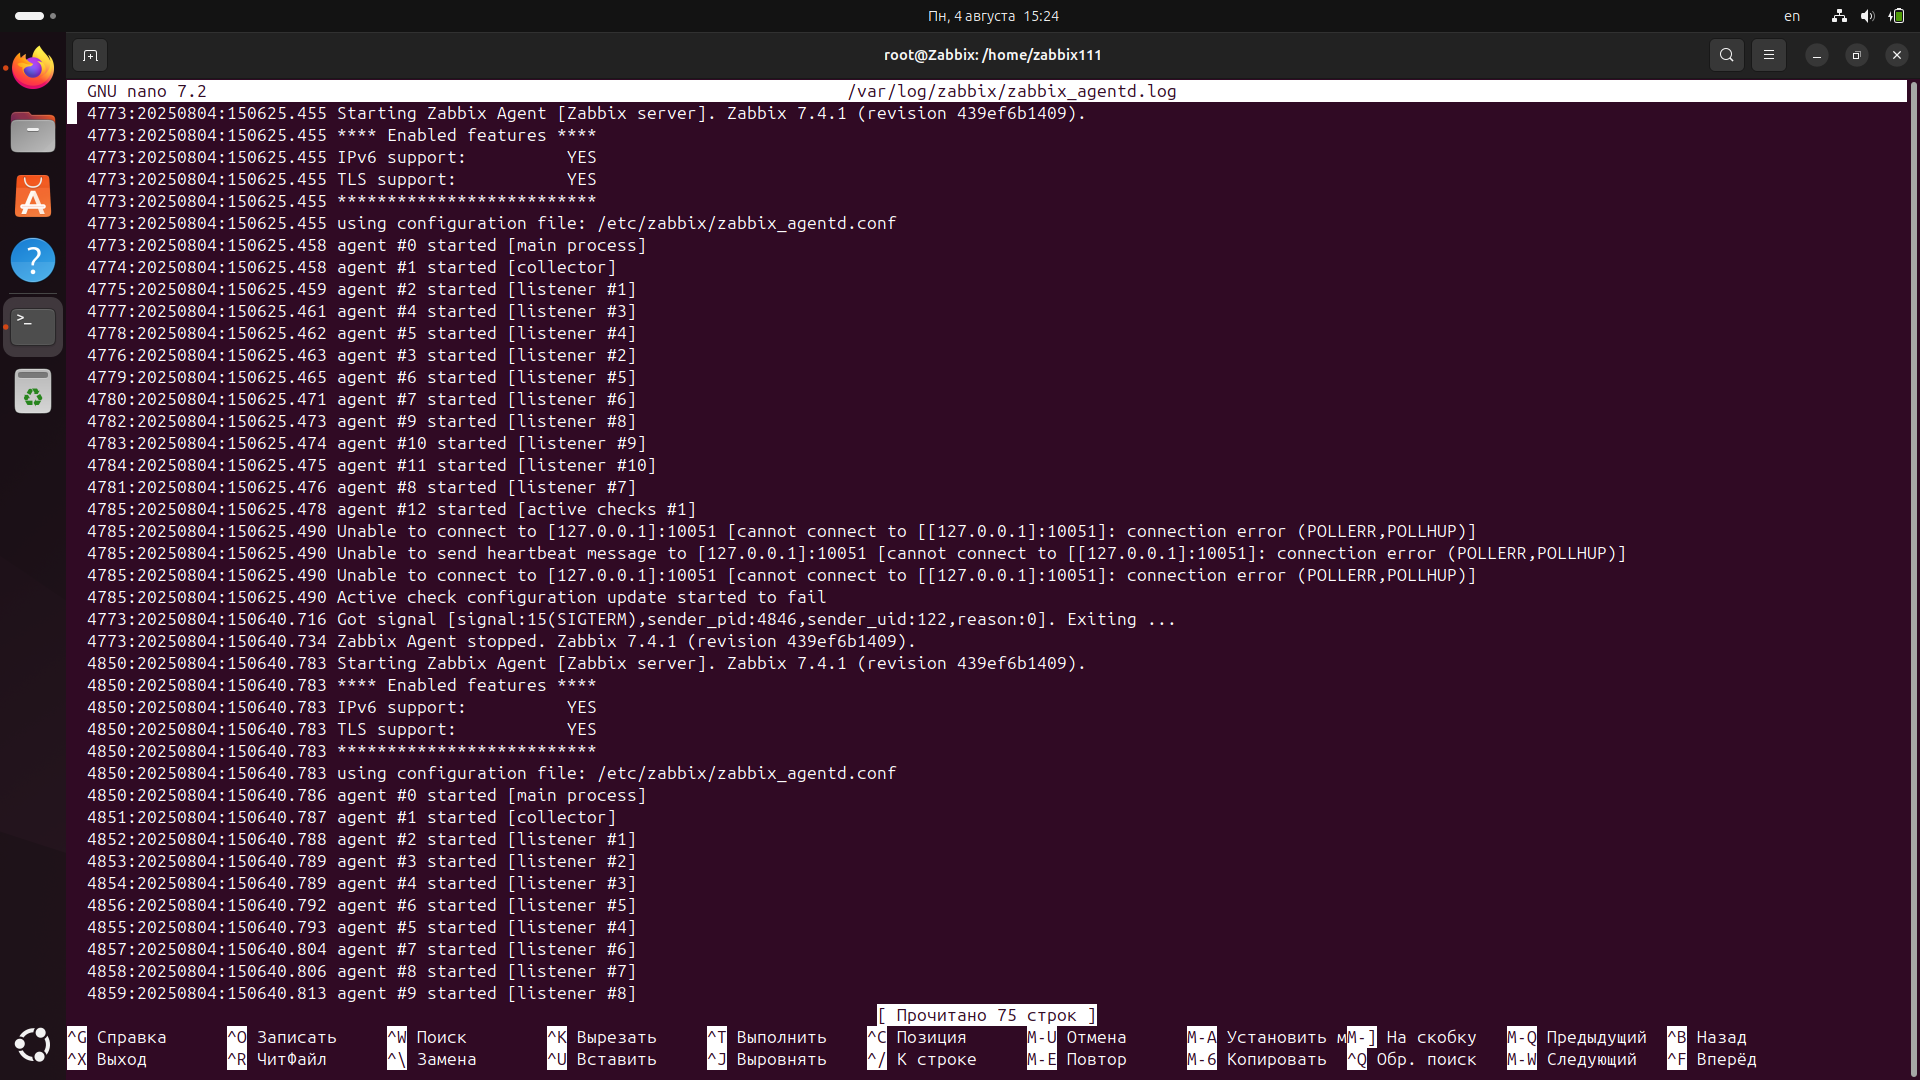 Пн, 4 августа 15:24
en
root@Zabbix: /home/zabbix111
GNU nano 7.2 /var/log/zabbix/zabbix_agentd.log
4773:20250804:150625.455 Starting Zabbix Agent [Zabbix server]. Zabbix 7.4.1 (revision 439ef6b1409).
4773:20250804:150625.455 **** Enabled features ****
4773:20250804:150625.455 IPv6 support: YES
4773:20250804:150625.455 TLS support: YES
4773:20250804:150625.455 **************************
4773:20250804:150625.455 using configuration file: /etc/zabbix/zabbix_agentd.conf
4773:20250804:150625.458 agent #0 started [main process]
4774:20250804:150625.458 agent #1 started [collector]
4775:20250804:150625.459 agent #2 started [listener #1]
4777:20250804:150625.461 agent #4 started [listener #3]
4778:20250804:150625.462 agent #5 started [listener #4]
4776:20250804:150625.463 agent #3 started [listener #2]
4779:20250804:150625.465 agent #6 started [listener #5]
4780:20250804:150625.471 agent #7 started [listener #6]
4782:20250804:150625.473 agent #9 started [listener #8]
4783:20250804:150625.474 agent #10 started [listener #9]
4784:20250804:150625.475 agent #11 started [listener #10]
4781:20250804:150625.476 agent #8 started [listener #7]
4785:20250804:150625.478 agent #12 started [active checks #1]
4785:20250804:150625.490 Unable to connect to [127.0.0.1]:10051 [cannot connect to [[127.0.0.1]:10051]: connection error (POLLERR,POLLHUP)]
4785:20250804:150625.490 Unable to send heartbeat message to [127.0.0.1]:10051 [cannot connect to [[127.0.0.1]:10051]: connection error (POLLERR,POLLHUP)]
4785:20250804:150625.490 Unable to connect to [127.0.0.1]:10051 [cannot connect to [[127.0.0.1]:10051]: connection error (POLLERR,POLLHUP)]
4785:20250804:150625.490 Active check configuration update started to fail
4773:20250804:150640.716 Got signal [signal:15(SIGTERM),sender_pid:4846,sender_uid:122,reason:0]. Exiting ...
4773:20250804:150640.734 Zabbix Agent stopped. Zabbix 7.4.1 (revision 439ef6b1409).
4850:20250804:150640.783 Starting Zabbix Agent [Zabbix server]. Zabbix 7.4.1 (revision 439ef6b1409).
4850:20250804:150640.783 **** Enabled features ****
4850:20250804:150640.783 IPv6 support: YES
4850:20250804:150640.783 TLS support: YES
4850:20250804:150640.783 **************************
4850:20250804:150640.783 using configuration file: /etc/zabbix/zabbix_agentd.conf
4850:20250804:150640.786 agent #0 started [main process]
4851:20250804:150640.787 agent #1 started [collector]
4852:20250804:150640.788 agent #2 started [listener #1]
4853:20250804:150640.789 agent #3 started [listener #2]
4854:20250804:150640.789 agent #4 started [listener #3]
4856:20250804:150640.792 agent #6 started [listener #5]
4855:20250804:150640.793 agent #5 started [listener #4]
4857:20250804:150640.804 agent #7 started [listener #6]
4858:20250804:150640.806 agent #8 started [listener #7]
4859:20250804:150640.813 agent #9 started [listener #8]
[ Прочитано 75 строк ]
^G Справка ^O Записать ^W Поиск ^K Вырезать ^T Выполнить ^C Позиция M-U Отмена M-A Установить мM-] На скобку M-Q Предыдущий ^B Назад
^X Выход ^R ЧитФайл ^\ Замена ^U Вставить ^J Выровнять ^/ К строке M-E Повтор M-6 Копировать ^Q Обр. поиск M-W Следующий ^F Вперёд